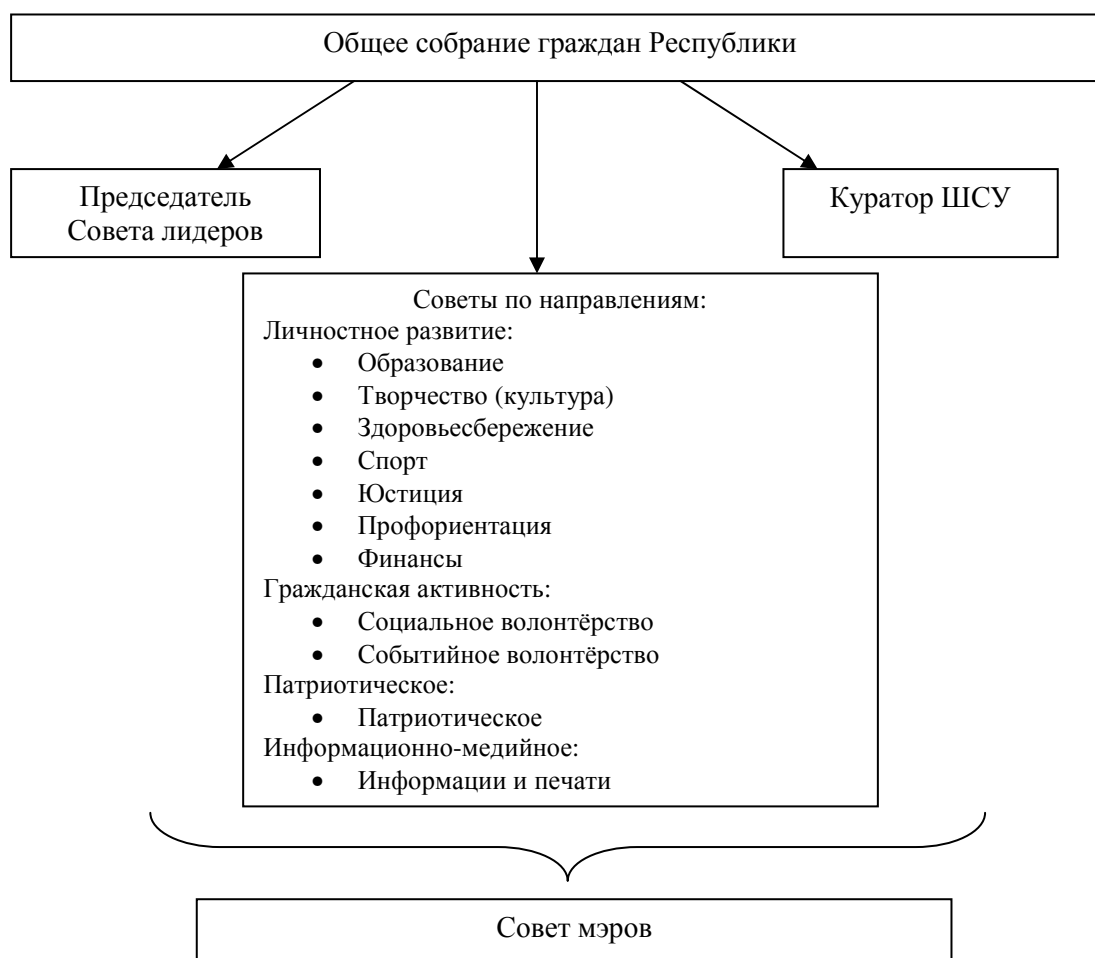 Общее собрание граждан Республики
Председатель
Совета лидеров
Куратор ШСУ
Советы по направлениям:
Личностное развитие:
• Образование
• Творчество (культура)
• Здоровьесбережение
• Спорт
• Юстиция
• Профориентация
• Финансы
Гражданская активность:
• Социальное волонтёрство
• Событийное волонтёрство
Патриотическое:
• Патриотическое
Информационно-медийное:
• Информации и печати
Совет мэров